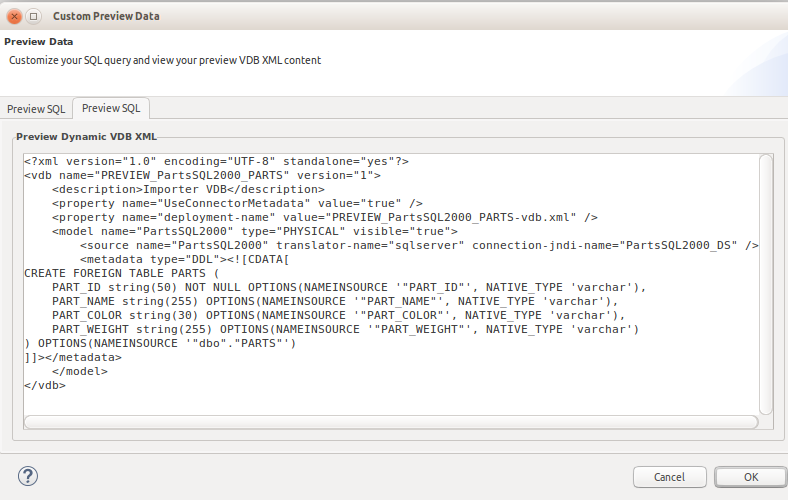 Custom Preview Data
Preview Data
Customize your SQL query and view your preview VDB XML content
Preview SQL
Preview SQL
Preview Dynamic VDB XML
<?xml version="1.0" encoding="UTF-8" standalone="yes"?>
<vdb name="PREVIEW_PartsSQL2000_PARTS" version="1">
    <description>Importer VDB</description>
    <property name="UseConnectorMetadata" value="true" />
    <property name="deployment-name" value="PREVIEW_PartsSQL2000_PARTS-vdb.xml" />
    <model name="PartsSQL2000" type="PHYSICAL" visible="true">
        <source name="PartsSQL2000" translator-name="sqlserver" connection-jndi-name="PartsSQL2000_DS" />
        <metadata type="DDL"><![CDATA[
CREATE FOREIGN TABLE PARTS (
    PART_ID string(50) NOT NULL OPTIONS(NAMEINSOURCE '"PART_ID"', NATIVE_TYPE 'varchar'),
    PART_NAME string(255) OPTIONS(NAMEINSOURCE '"PART_NAME"', NATIVE_TYPE 'varchar'),
    PART_COLOR string(30) OPTIONS(NAMEINSOURCE '"PART_COLOR"', NATIVE_TYPE 'varchar'),
    PART_WEIGHT string(255) OPTIONS(NAMEINSOURCE '"PART_WEIGHT"', NATIVE_TYPE 'varchar')
) OPTIONS(NAMEINSOURCE '"dbo"."PARTS"')
]]></metadata>
    </model>
</vdb>
?
Cancel
OK